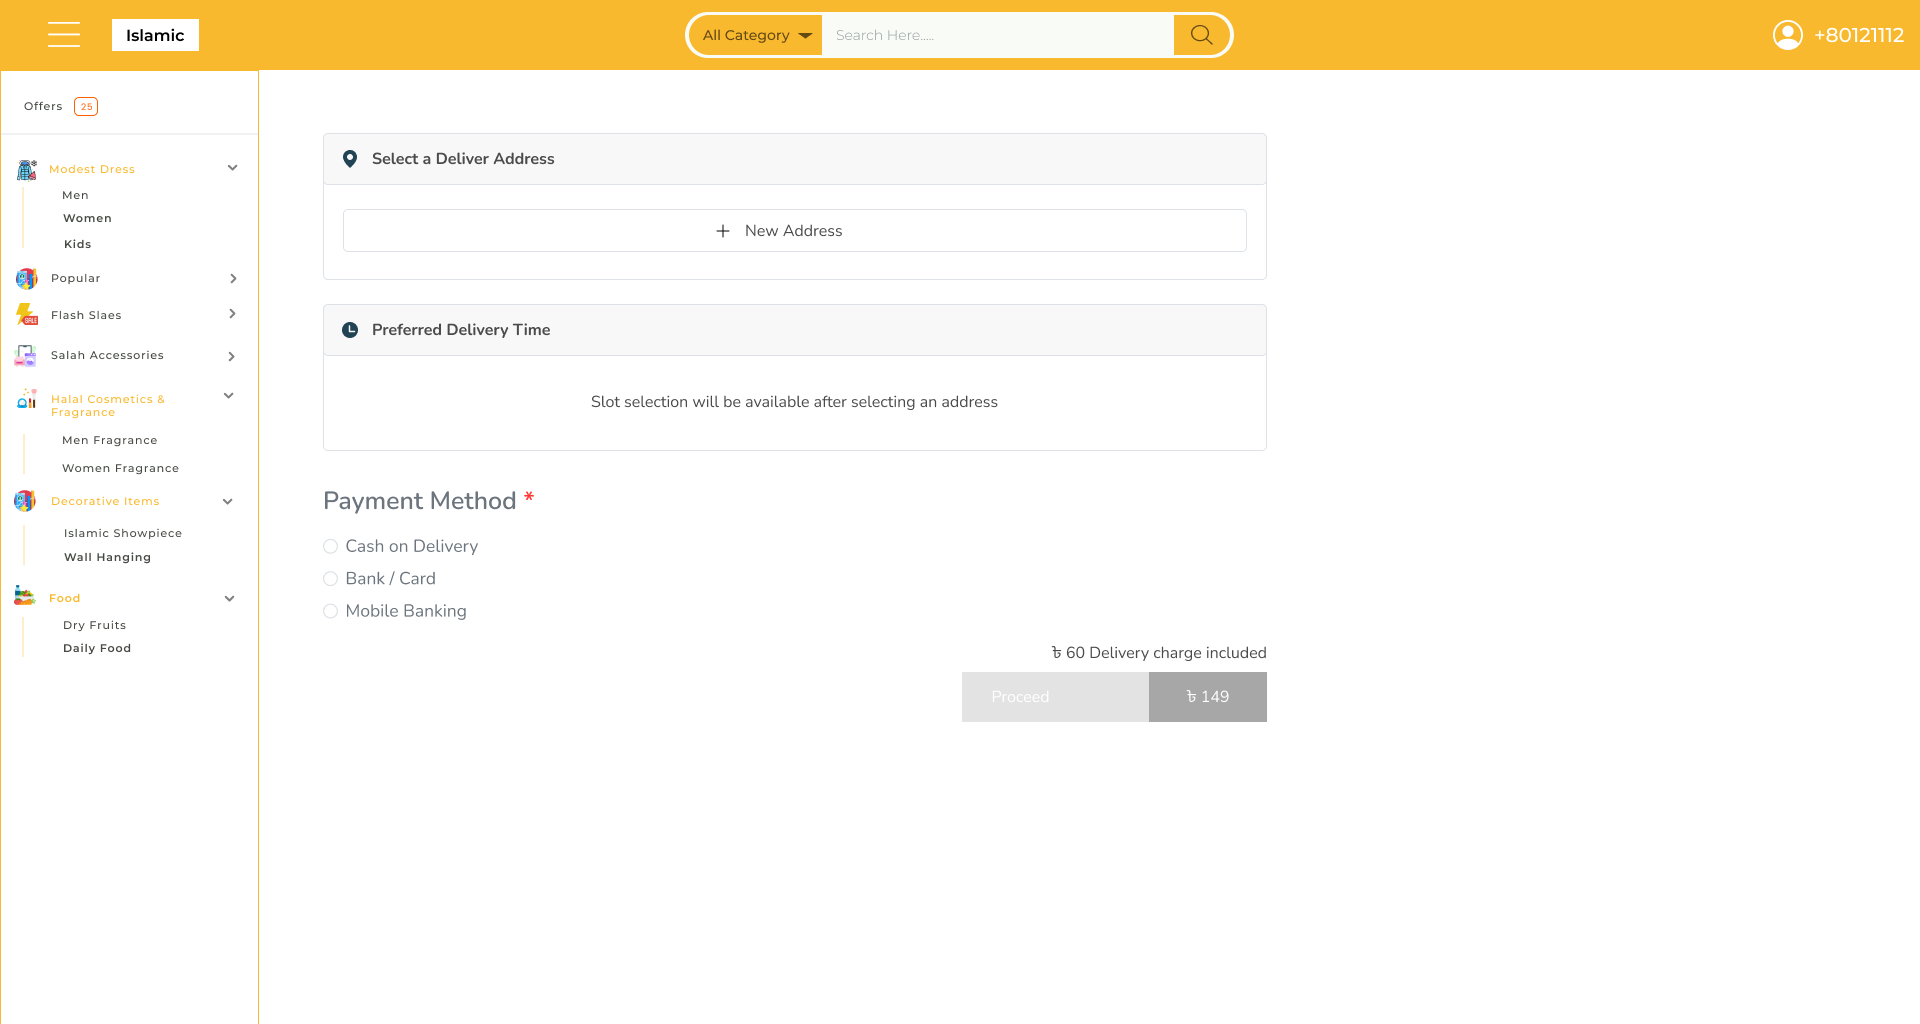 Islamic
All Category
Search Here.....
+80121112
Offers 25
Modest Dress
Men
Women
Kids
Popular
Flash Slaes
SALE
Salah Accessories
Halal Cosmetics &
Fragrance
Men Fragrance
Women Fragrance
Decorative Items
Islamic Showpiece
Wall Hanging
Food
Dry Fruits
Daily Food
Select a Deliver Address
+ New Address
Preferred Delivery Time
Slot selection will be available after selecting an address
Payment Method *
Cash on Delivery
Bank / Card
Mobile Banking
৳ 60 Delivery charge included
Proceed
৳ 149